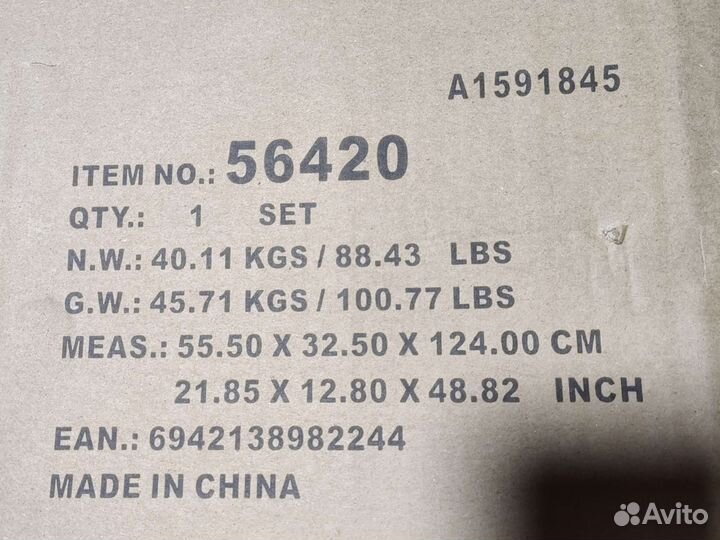 A1591845
ITEM NO.: 56420
QTY.: 1 SET
N.W.: 40.11 KGS / 88.43 LBS
G.W.: 45.71 KGS / 100.77 LBS
MEAS.: 55.50 X 32.50 X 124.00 CM
21.85 X 12.80 X 48.82 INCH
EAN.: 6942138982244
MADE IN CHINA
Avito